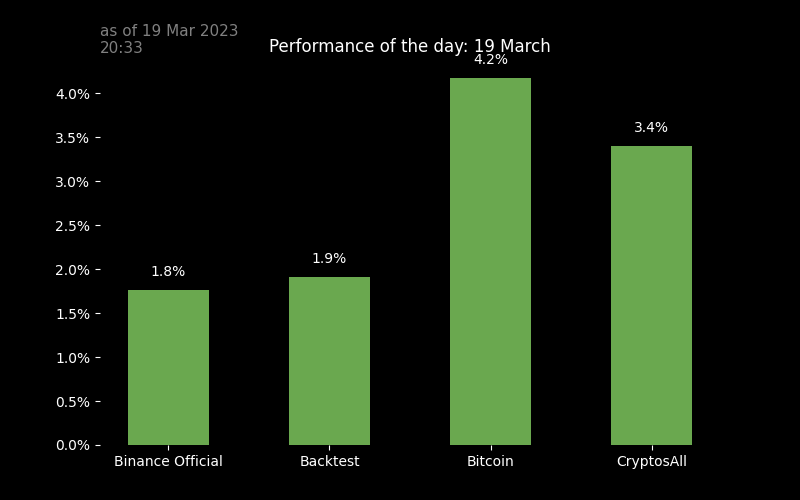 as of 19 Mar 2023
20:33
Performance of the day: 19 March
4.2%
4.0%
3.4%
3.5%
3.0%
2.5%
1.9%
1.8%
2.0%
1.5%
1.0%
0.5%
0.0%
Binance Official
Backtest
Bitcoin
CryptosAll